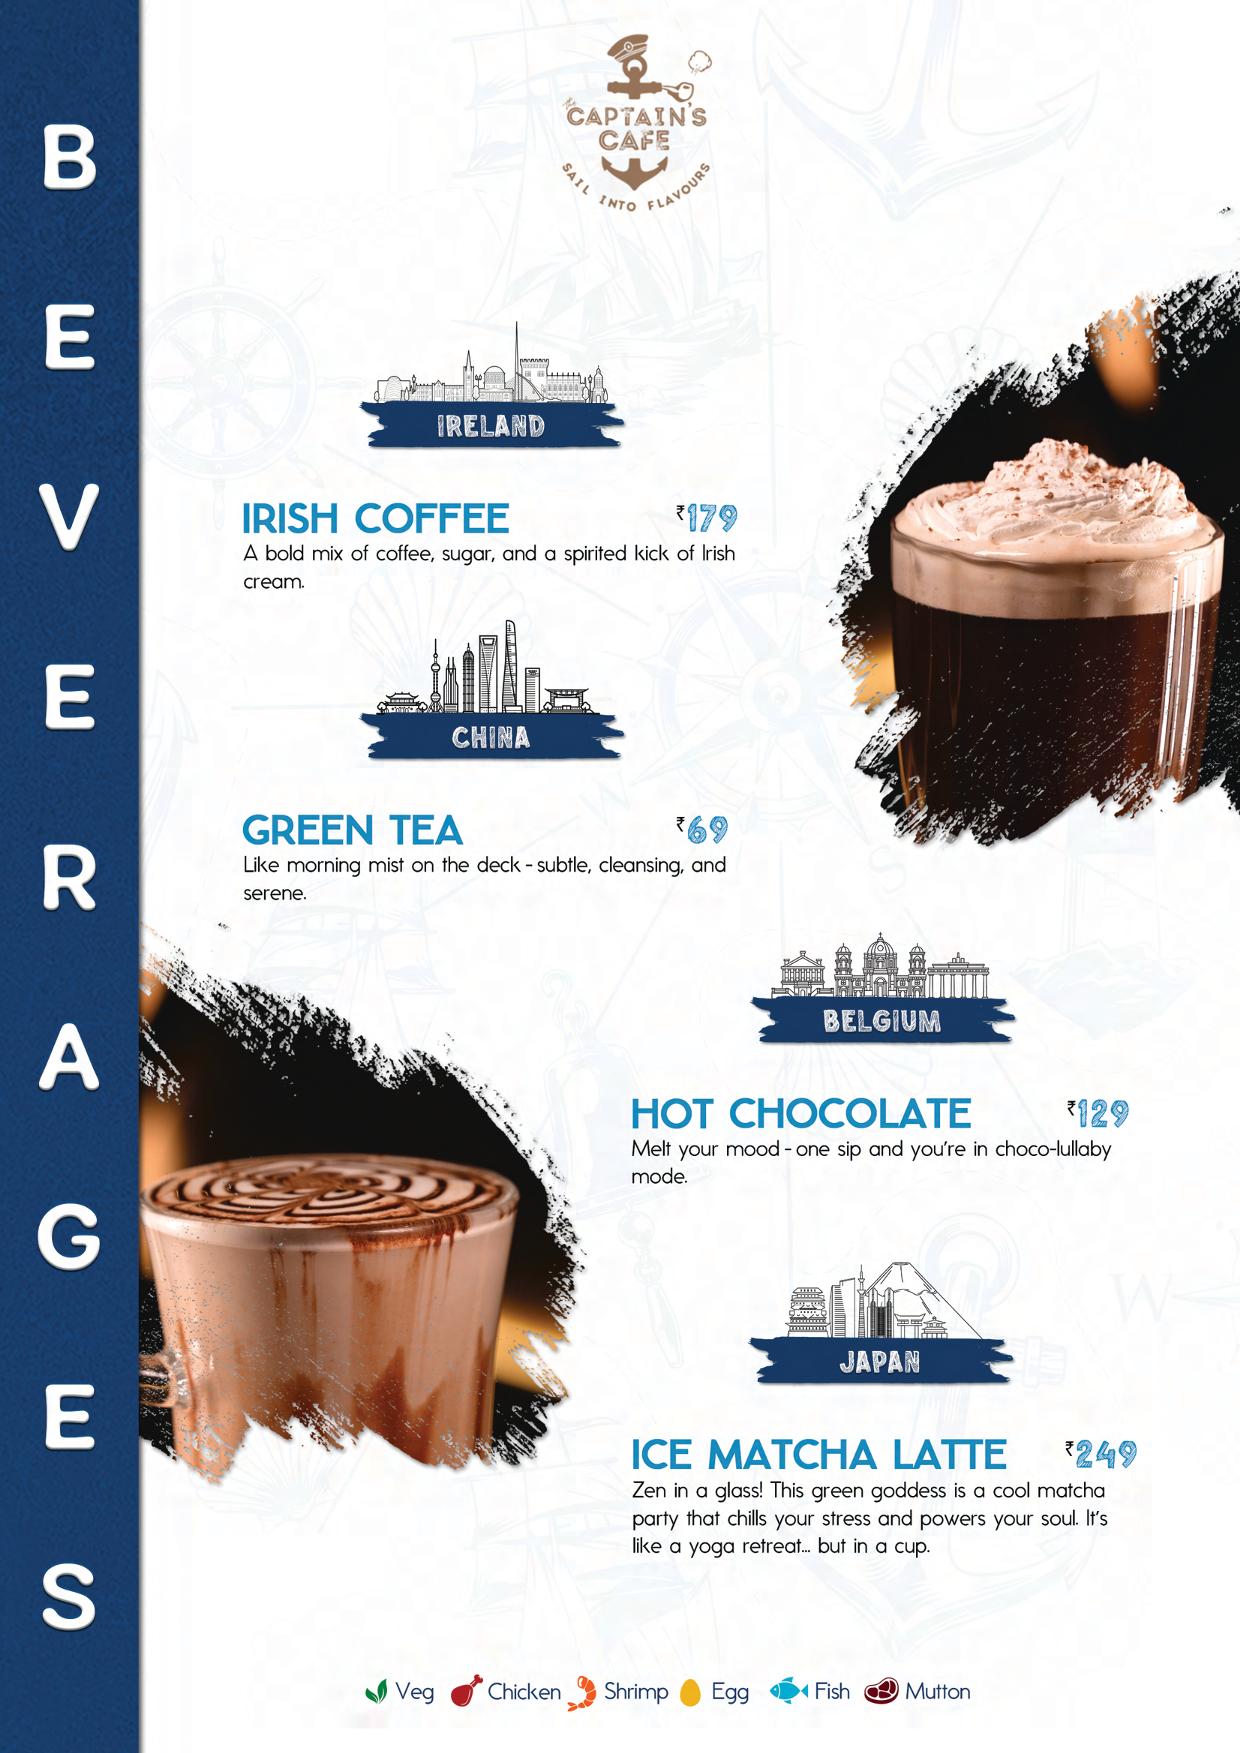 BEVERAGES
The
CAPTAIN'S
CAFE
SAIL INTO FLAVOURS
IRELAND
IRISH COFFEE ₹179
A bold mix of coffee, sugar, and a spirited kick of Irish
cream.
CHINA
GREEN TEA ₹69
Like morning mist on the deck - subtle, cleansing, and
serene.
BELGIUM
HOT CHOCOLATE ₹129
Melt your mood - one sip and you're in choco-lullaby
mode.
JAPAN
ICE MATCHA LATTE ₹249
Zen in a glass! This green goddess is a cool matcha
party that chills your stress and powers your soul. It's
like a yoga retreat... but in a cup.
Veg Chicken Shrimp Egg Fish Mutton
W
S
W